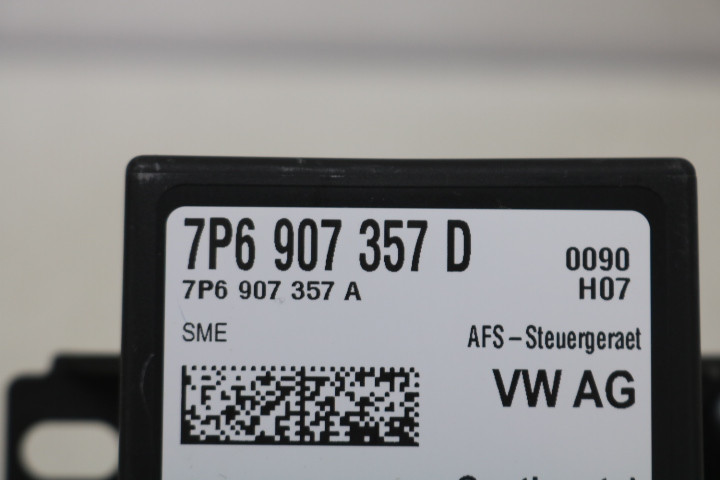 7P6 907 357 D
0090
7P6 907 357 A
H07
SME
AFS-Steuergeraet
VW AG